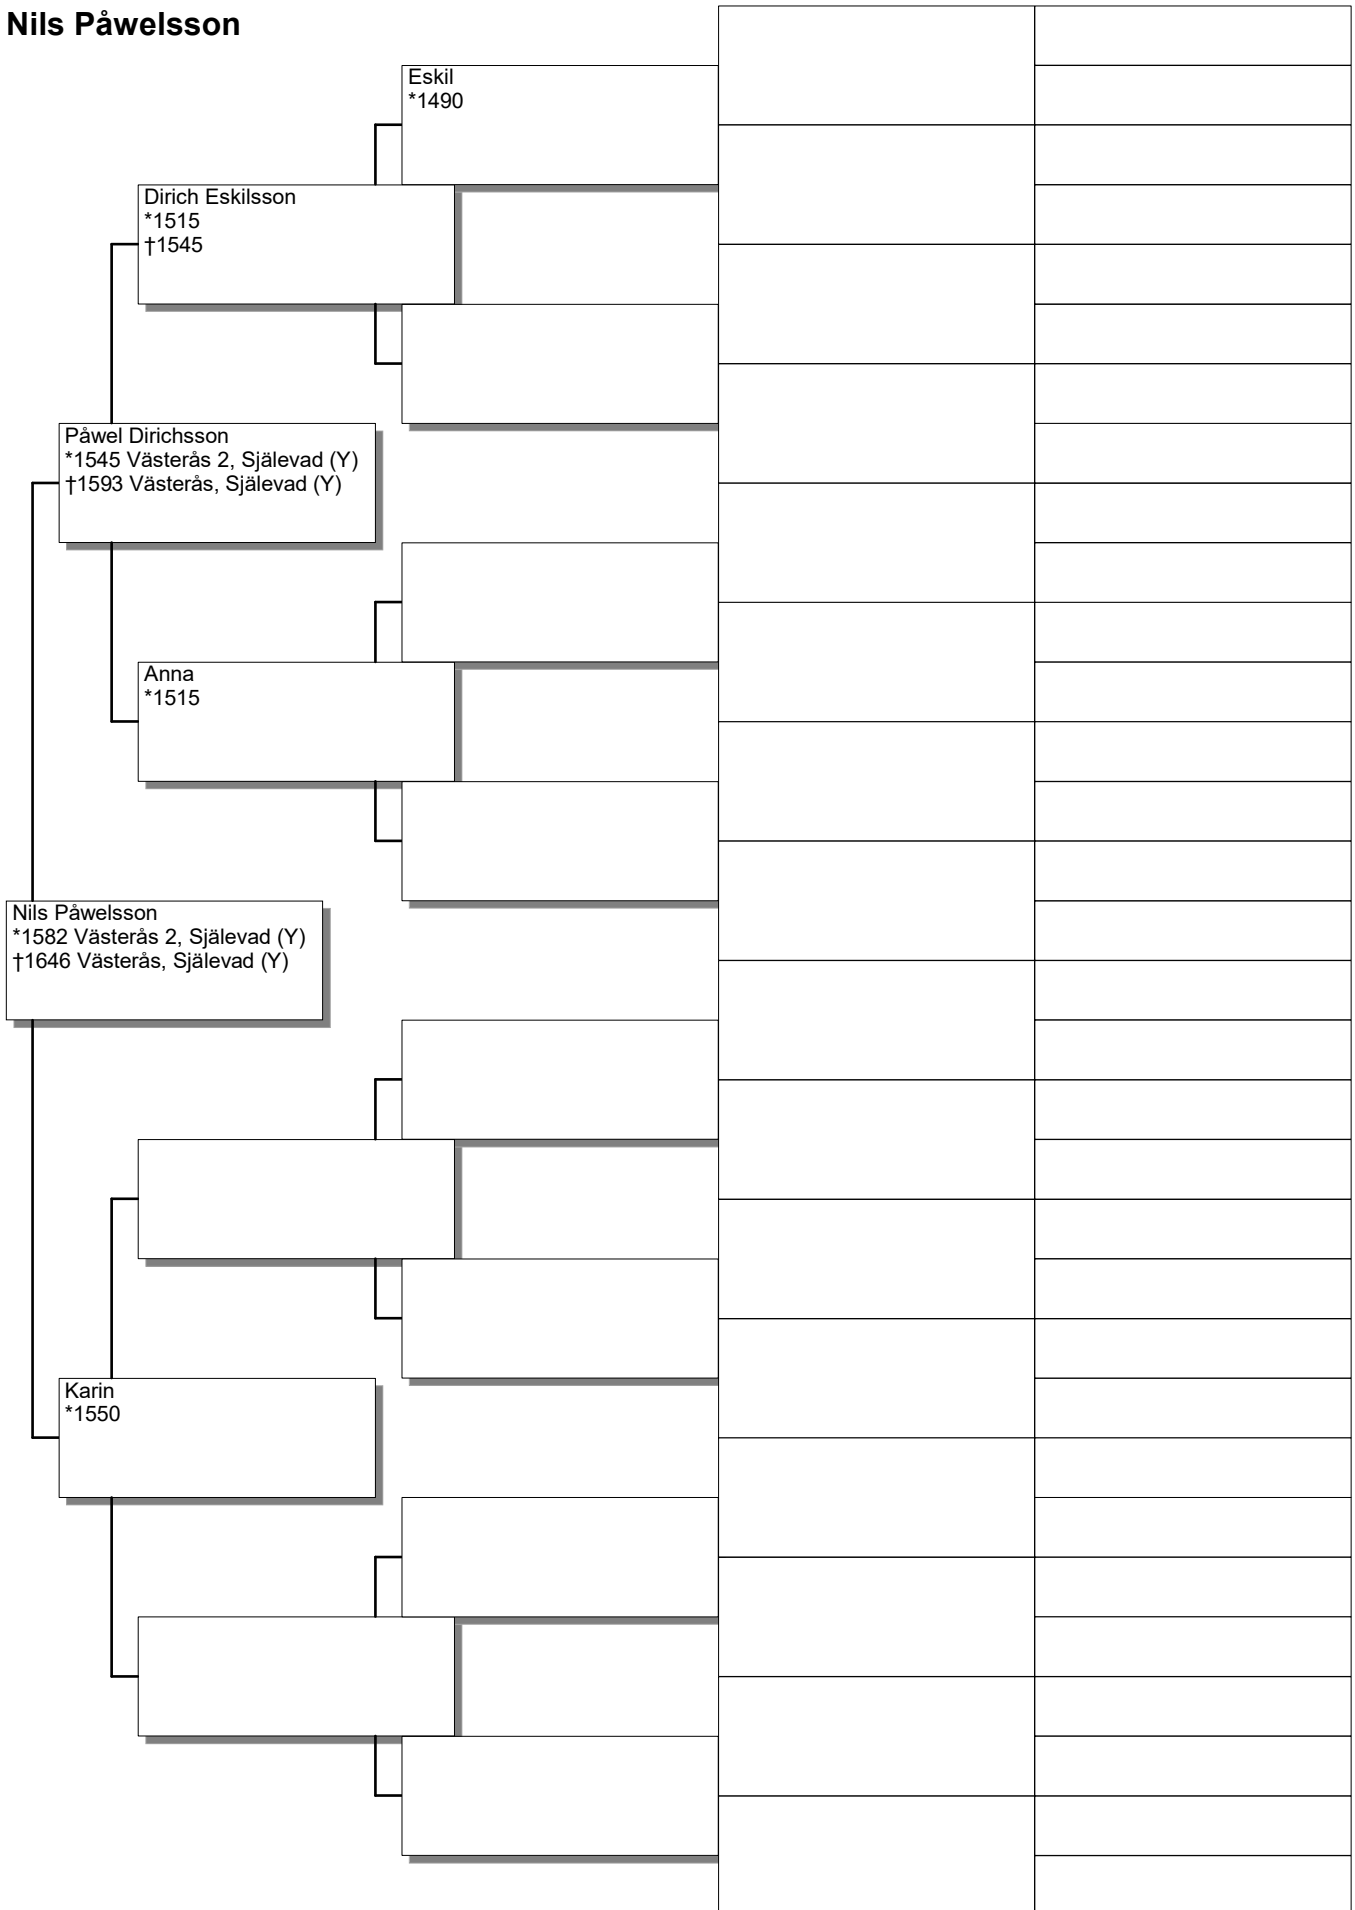 Nils Påwelsson
Eskil
*1490
Dirich Eskilsson
*1515
†1545
Påwel Dirichsson
*1545 Västerås 2, Själevad (Y)
†1593 Västerås, Själevad (Y)
Anna
*1515
Nils Påwelsson
*1582 Västerås 2, Själevad (Y)
†1646 Västerås, Själevad (Y)
Karin
*1550